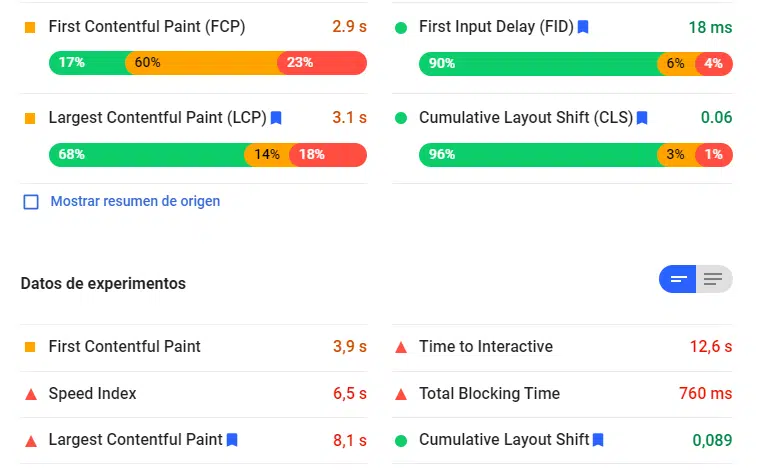 First Contentful Paint (FCP) 2.9 s
17% 60% 23%
First Input Delay (FID) 18 ms
90% 6% 4%
Largest Contentful Paint (LCP) 3.1 s
68% 14% 18%
Cumulative Layout Shift (CLS) 0.06
96% 3% 1%
Mostrar resumen de origen
Datos de experimentos
First Contentful Paint 3,9 s
Time to Interactive 12,6 s
Speed Index 6,5 s
Total Blocking Time 760 ms
Largest Contentful Paint 8,1 s
Cumulative Layout Shift 0,089